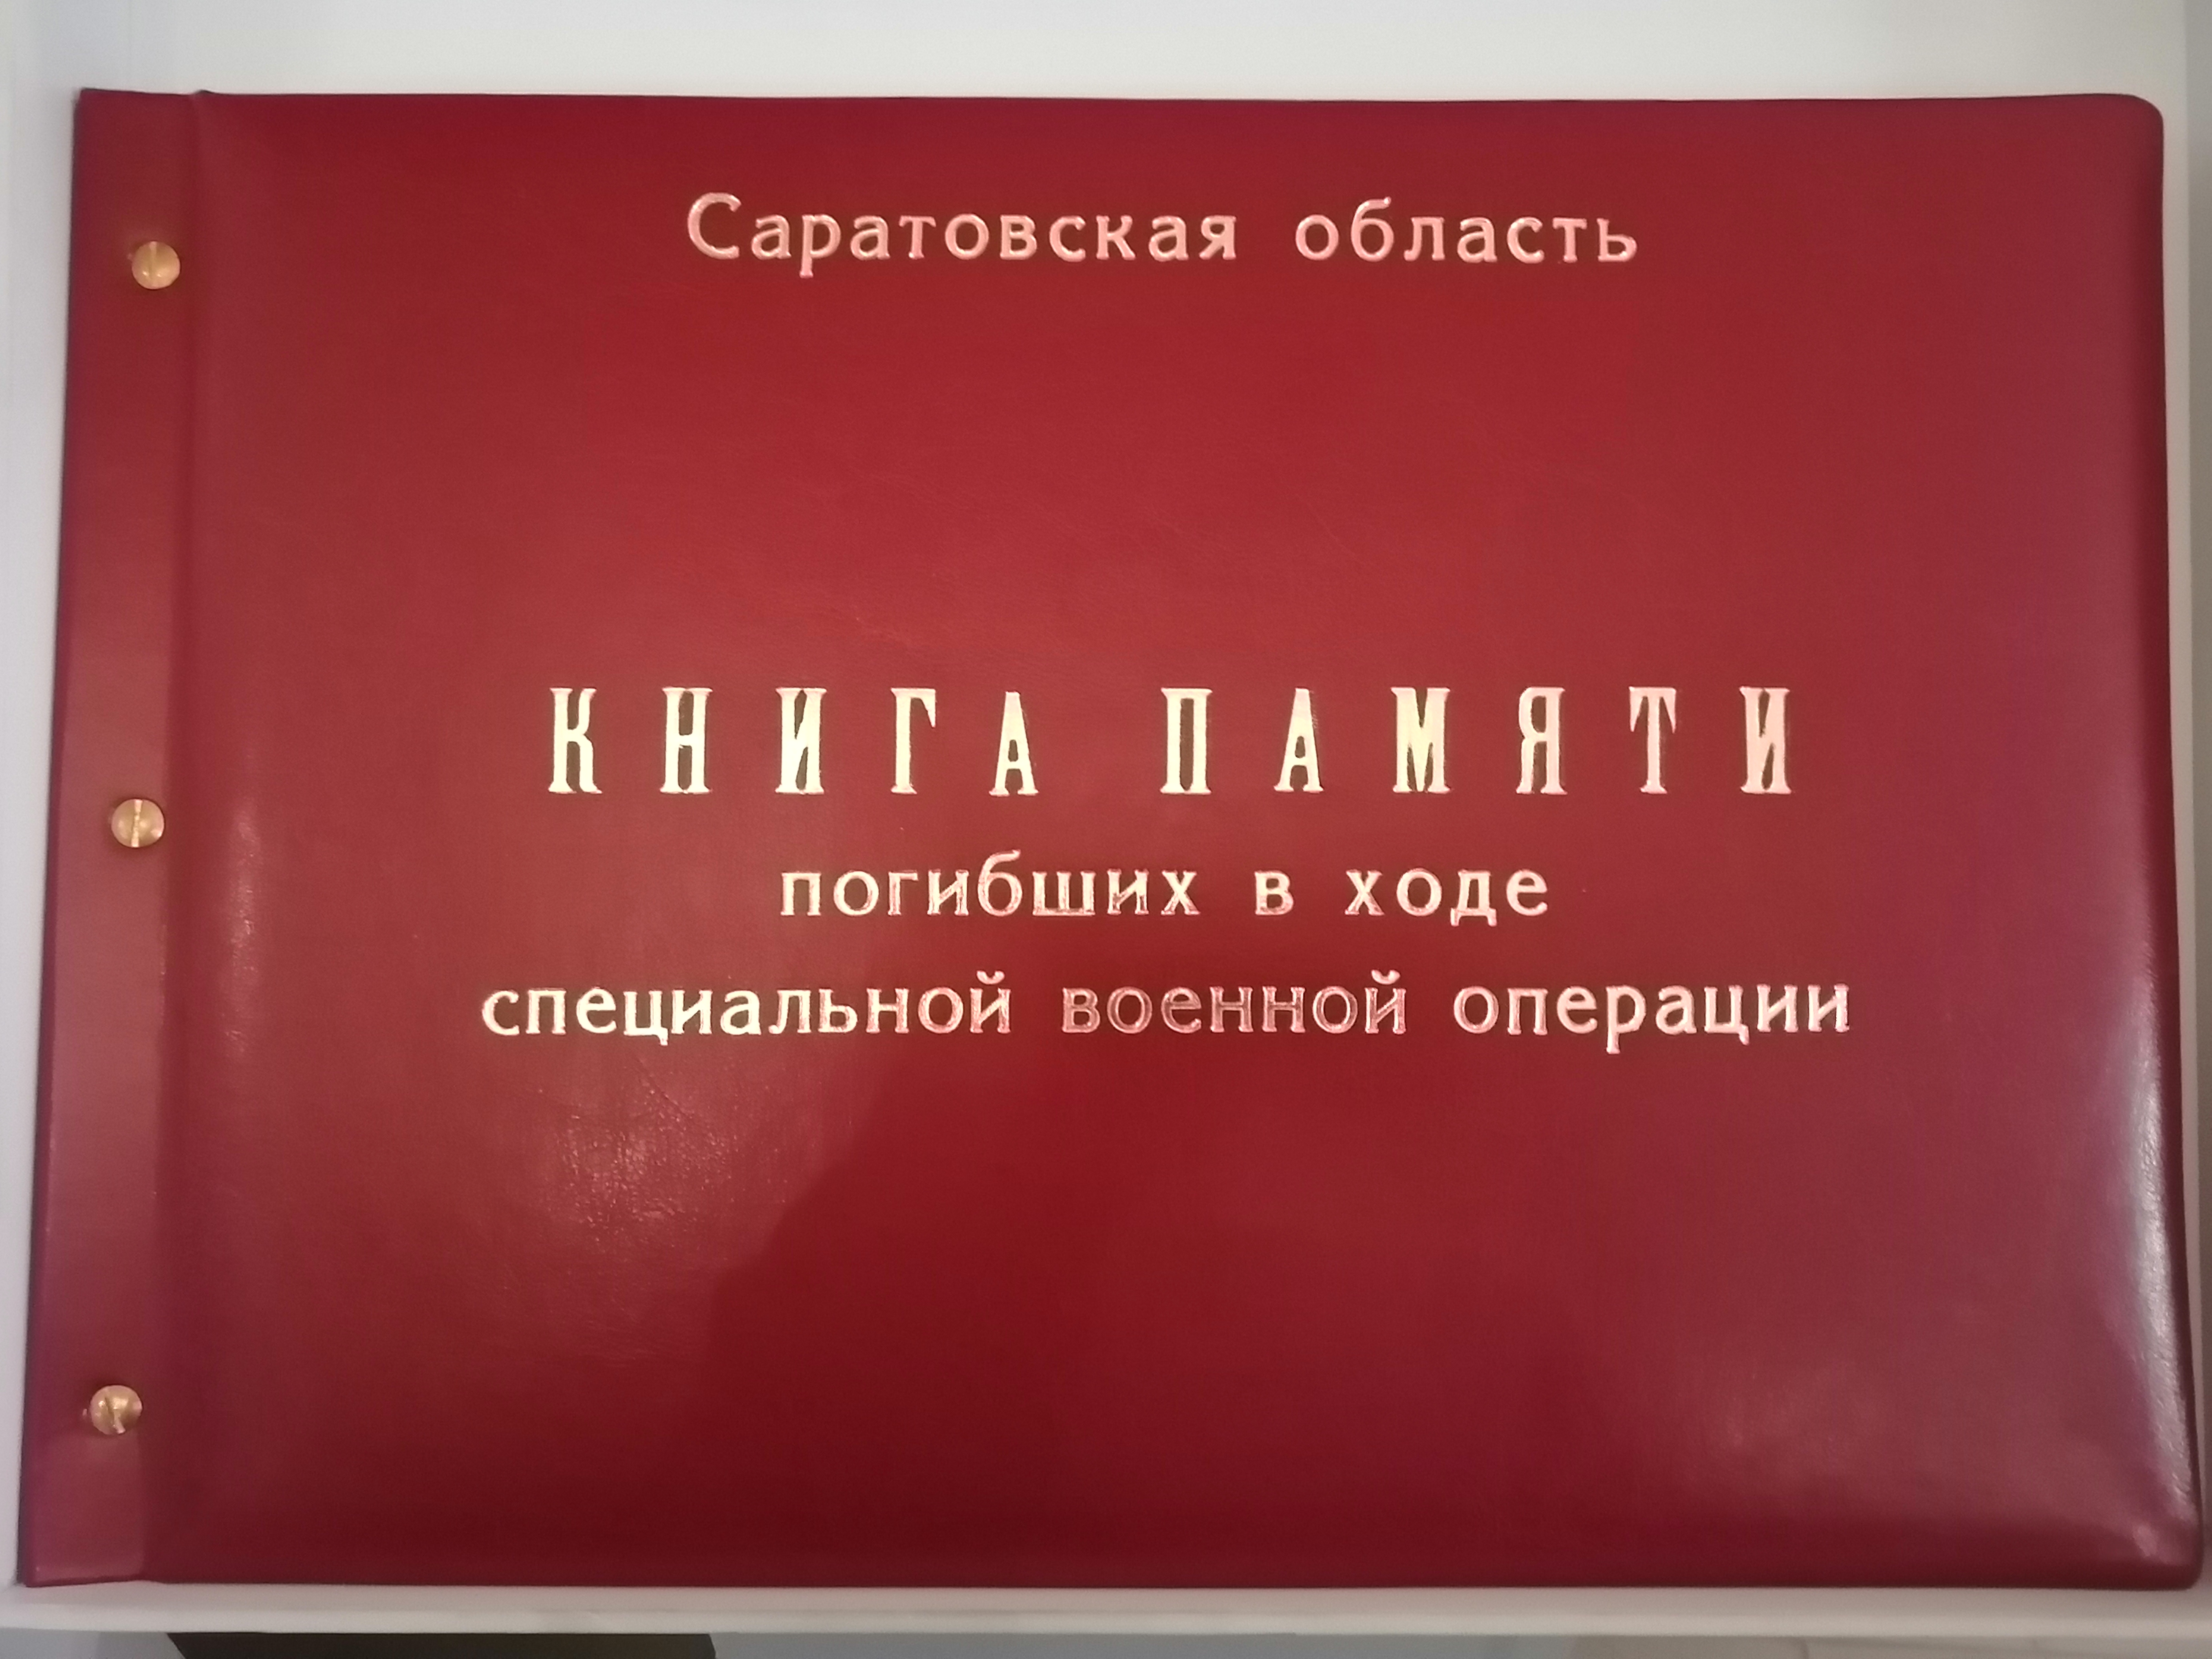 Саратовская область
КНИГА ПАМЯТИ
погибших в ходе
специальной военной операции